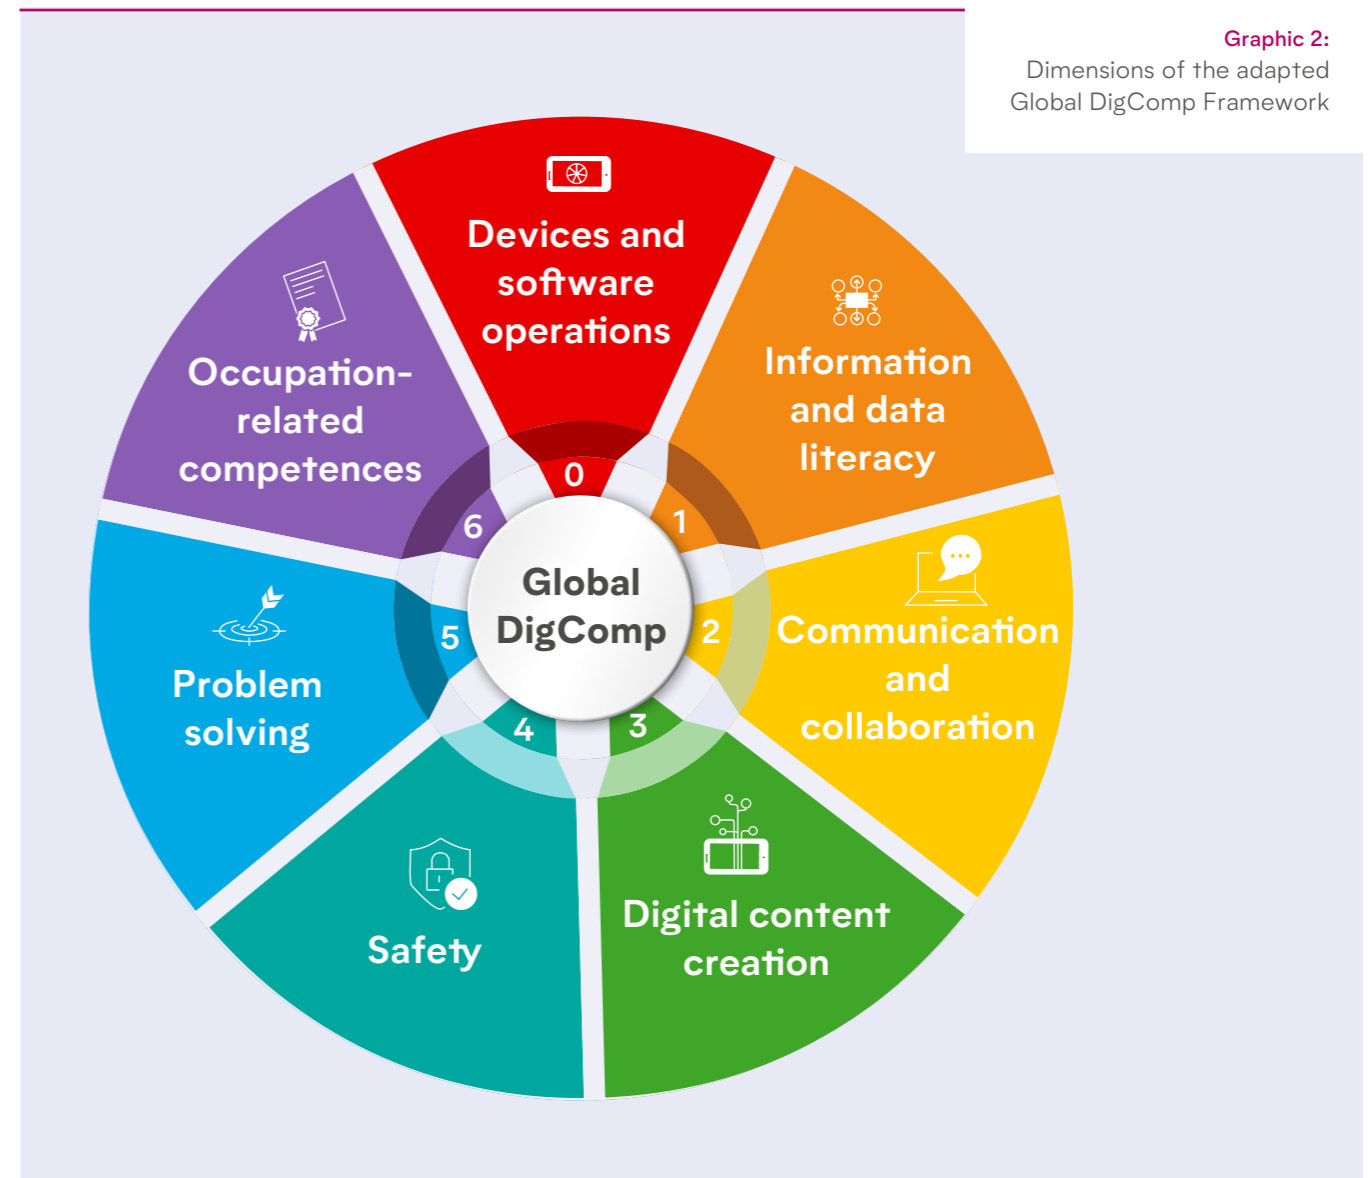 Graphic 2:
Dimensions of the adapted
Global DigComp Framework
Devices and
software
operations
0
Information
and data
literacy
1
Communication
and
collaboration
2
Digital content
creation
3
Safety
4
Problem
solving
5
Occupation-
related
competences
6
Global
DigComp